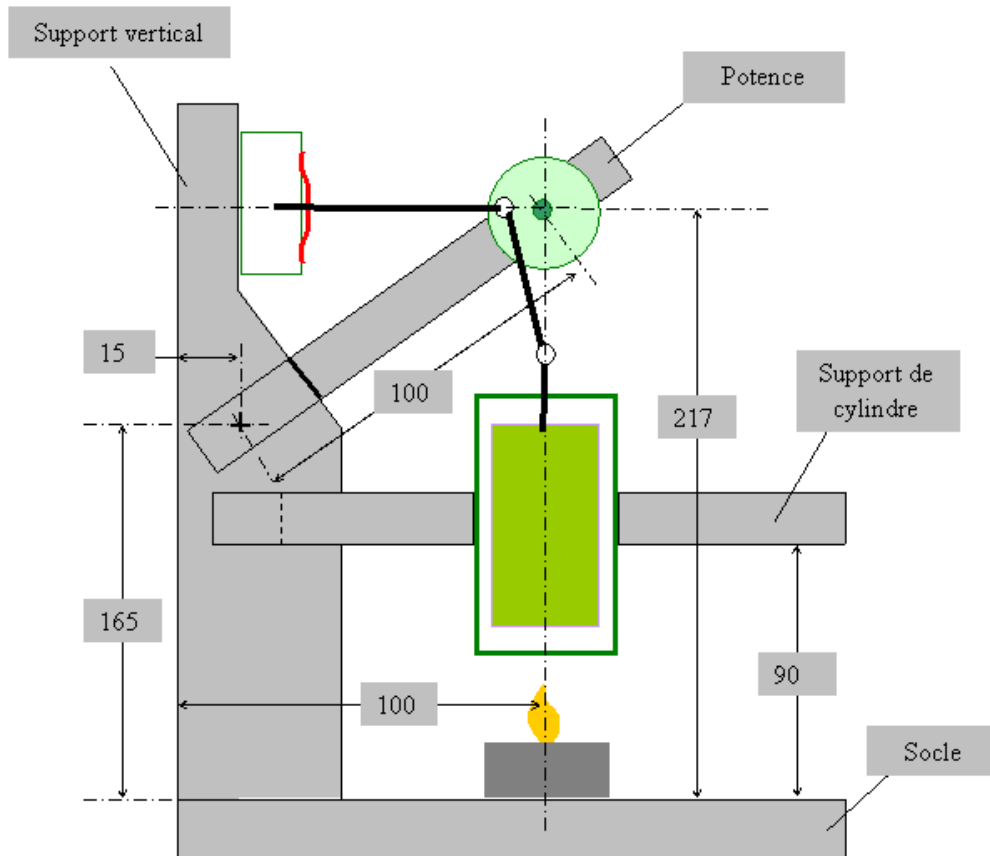 Support vertical
Potence
15
100
217
Support de
cylindre
165
90
100
Socle